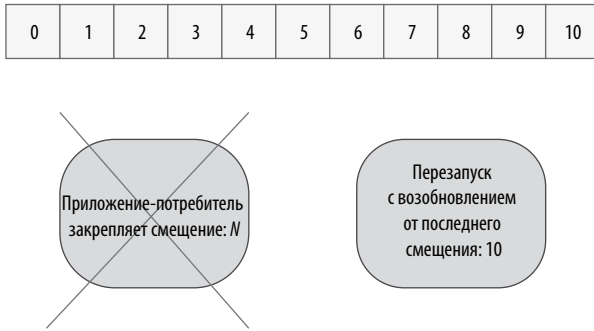 0 1 2 3 4 5 6 7 8 9 10
Приложение-потребитель
закрепляет смещение: N
Перезапуск
с возобновлением
от последнего
смещения: 10